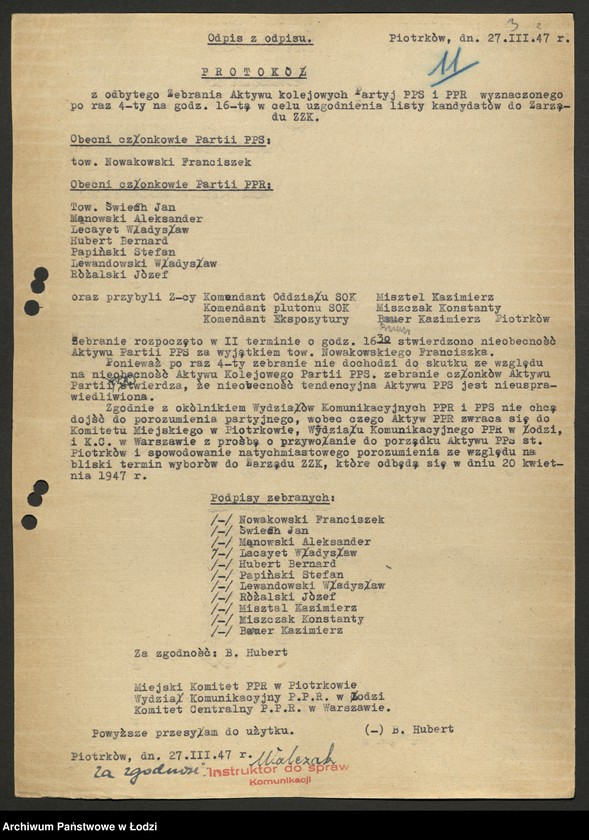 3 2
Odpis z odpisu. Piotrków, dn. 27.III.47 r.
11
PROTOKÓŁ
z odbytego Zebrania Aktywu kolejowych Partyj PPS i PPR wyznaczonego
po raz 4-ty na godz. 16-tą w celu uzgodnienia listy kandydatów do Zarzą-
du ZZK.
Obecni członkowie Partii PPS:
tow. Nowakowski Franciszek
Obecni członkowie Partii PPR:
Tow. Świech Jan
Mąnowski Aleksander
Lecayet Władysław
Hubert Bernard
Papiński Stefan
Lewandowski Władysław
Różalski Józef
oraz przybyli Z-cy Komendant Oddziału SOK Misztel Kazimierz
Komendant plutonu SOK Miszczak Konstanty
Komendant Ekspozytury Bauer Kazimierz Piotrków
Zebranie rozpoczęto w II terminie o godz. 16³⁰ stwierdzono nieobecność
Aktywu Partii PPS za wyjątkiem tow. Nowakowskiego Franciszka.
Ponieważ po raz 4-ty zebranie nie dochodzi do skutku ze względu
na nieobecność Aktywu Kolejowego Partii PPS. zebranie członków Aktywu
Partii stwierdza, że nieobecność tendencyjna Aktywu PPS jest nieuspra-
wiedliwiona.
Zgodnie z okólnikiem Wydziałów Komunikacyjnych PPR i PPS nie chcą
dojść do porozumienia partyjnego, wobec czego Aktyw PPR zwraca się do
Komitetu Miejskiego w Piotrkowie, Wydziału Komunikacyjnego PPR w Łodzi,
i K.C. w Warszawie z prośbą o przywołanie do porządku Aktywu PPS st.
Piotrków i spowodowanie natychmiastowego porozumienia ze względu na
bliski termin wyborów do Zarządu ZZK, które odbędą się w dniu 20 kwiet-
nia 1947 r.
Podpisy zebranych:
/-/ Nowakowski Franciszek
/-/ Świech Jan
/-/ Mąnowski Aleksander
/-/ Lacayet Władysław
/-/ Hubert Bernard
/-/ Papiński Stefan
/-/ Lewandowski Władysław
/-/ Różalski Józef
/-/ Misztal Kazimierz
/-/ Miszczak Konstanty
/-/ Bauer Kazimierz
Za zgodność: B. Hubert
Miejski Komitet PPR w Piotrkowie
Wydział Komunikacyjny P.P.R. w Łodzi
Komitet Centralny P.P.R. w Warszawie.
Powyższe przesyłam do użytku. (-) B. Hubert
Piotrków, dn. 27.III.47 r.
Za zgodność: Instruktor do spraw
Komunikacji
Archiwum Państwowe w Łodzi